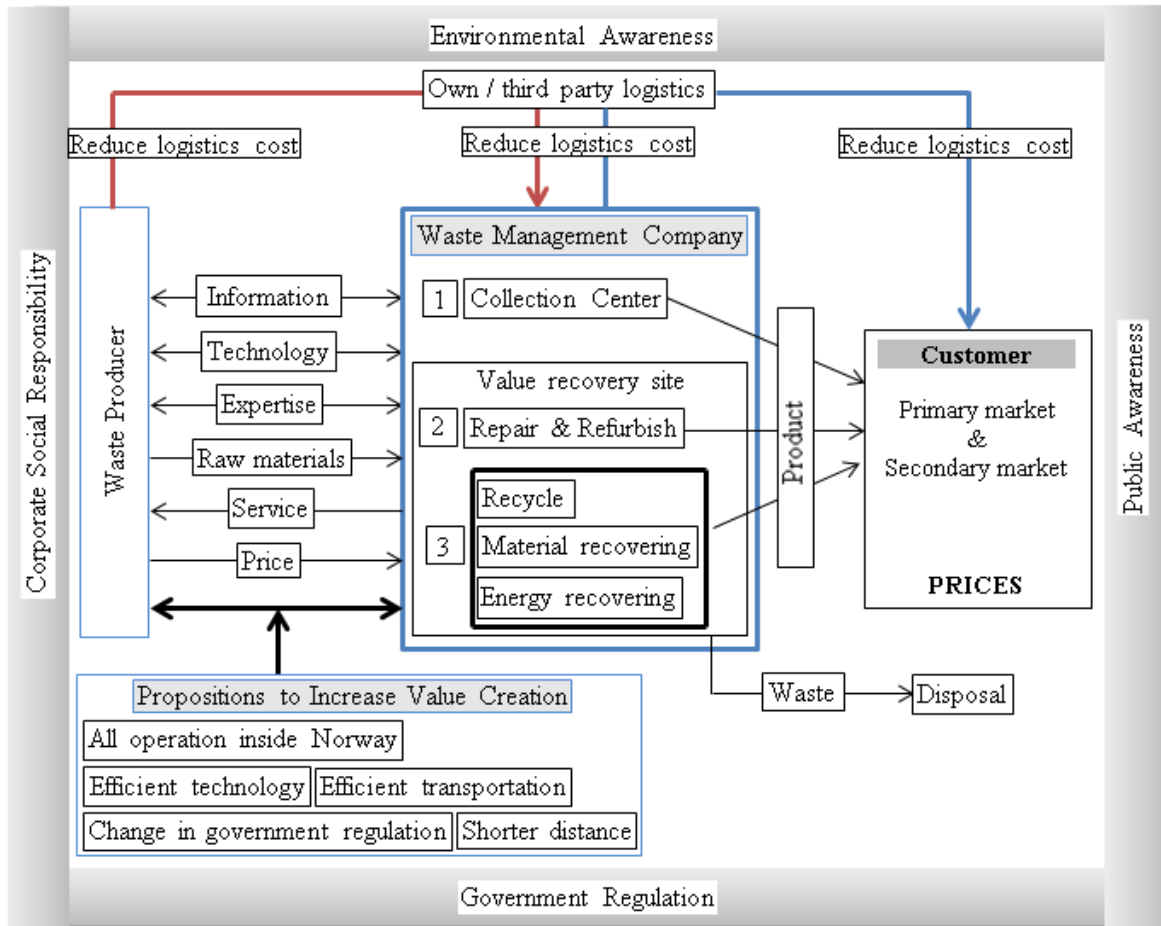 Environmental Awareness
Own / third party logistics
Reduce logistics cost
Reduce logistics cost
Reduce logistics cost
Corporate Social Responsibility
Waste Producer
Information
Technology
Expertise
Raw materials
Service
Price
Waste Management Company
1
Collection Center
Value recovery site
2
Repair & Refurbish
3
Recycle
Material recovering
Energy recovering
Product
Customer
Primary market
&
Secondary market
PRICES
Public Awareness
Waste
Disposal
Propositions to Increase Value Creation
All operation inside Norway
Efficient technology
Efficient transportation
Change in government regulation
Shorter distance
Government Regulation